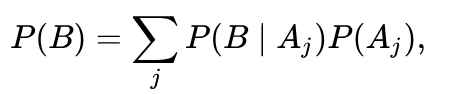 P(B) = ∑_j P(B | A_j)P(A_j),